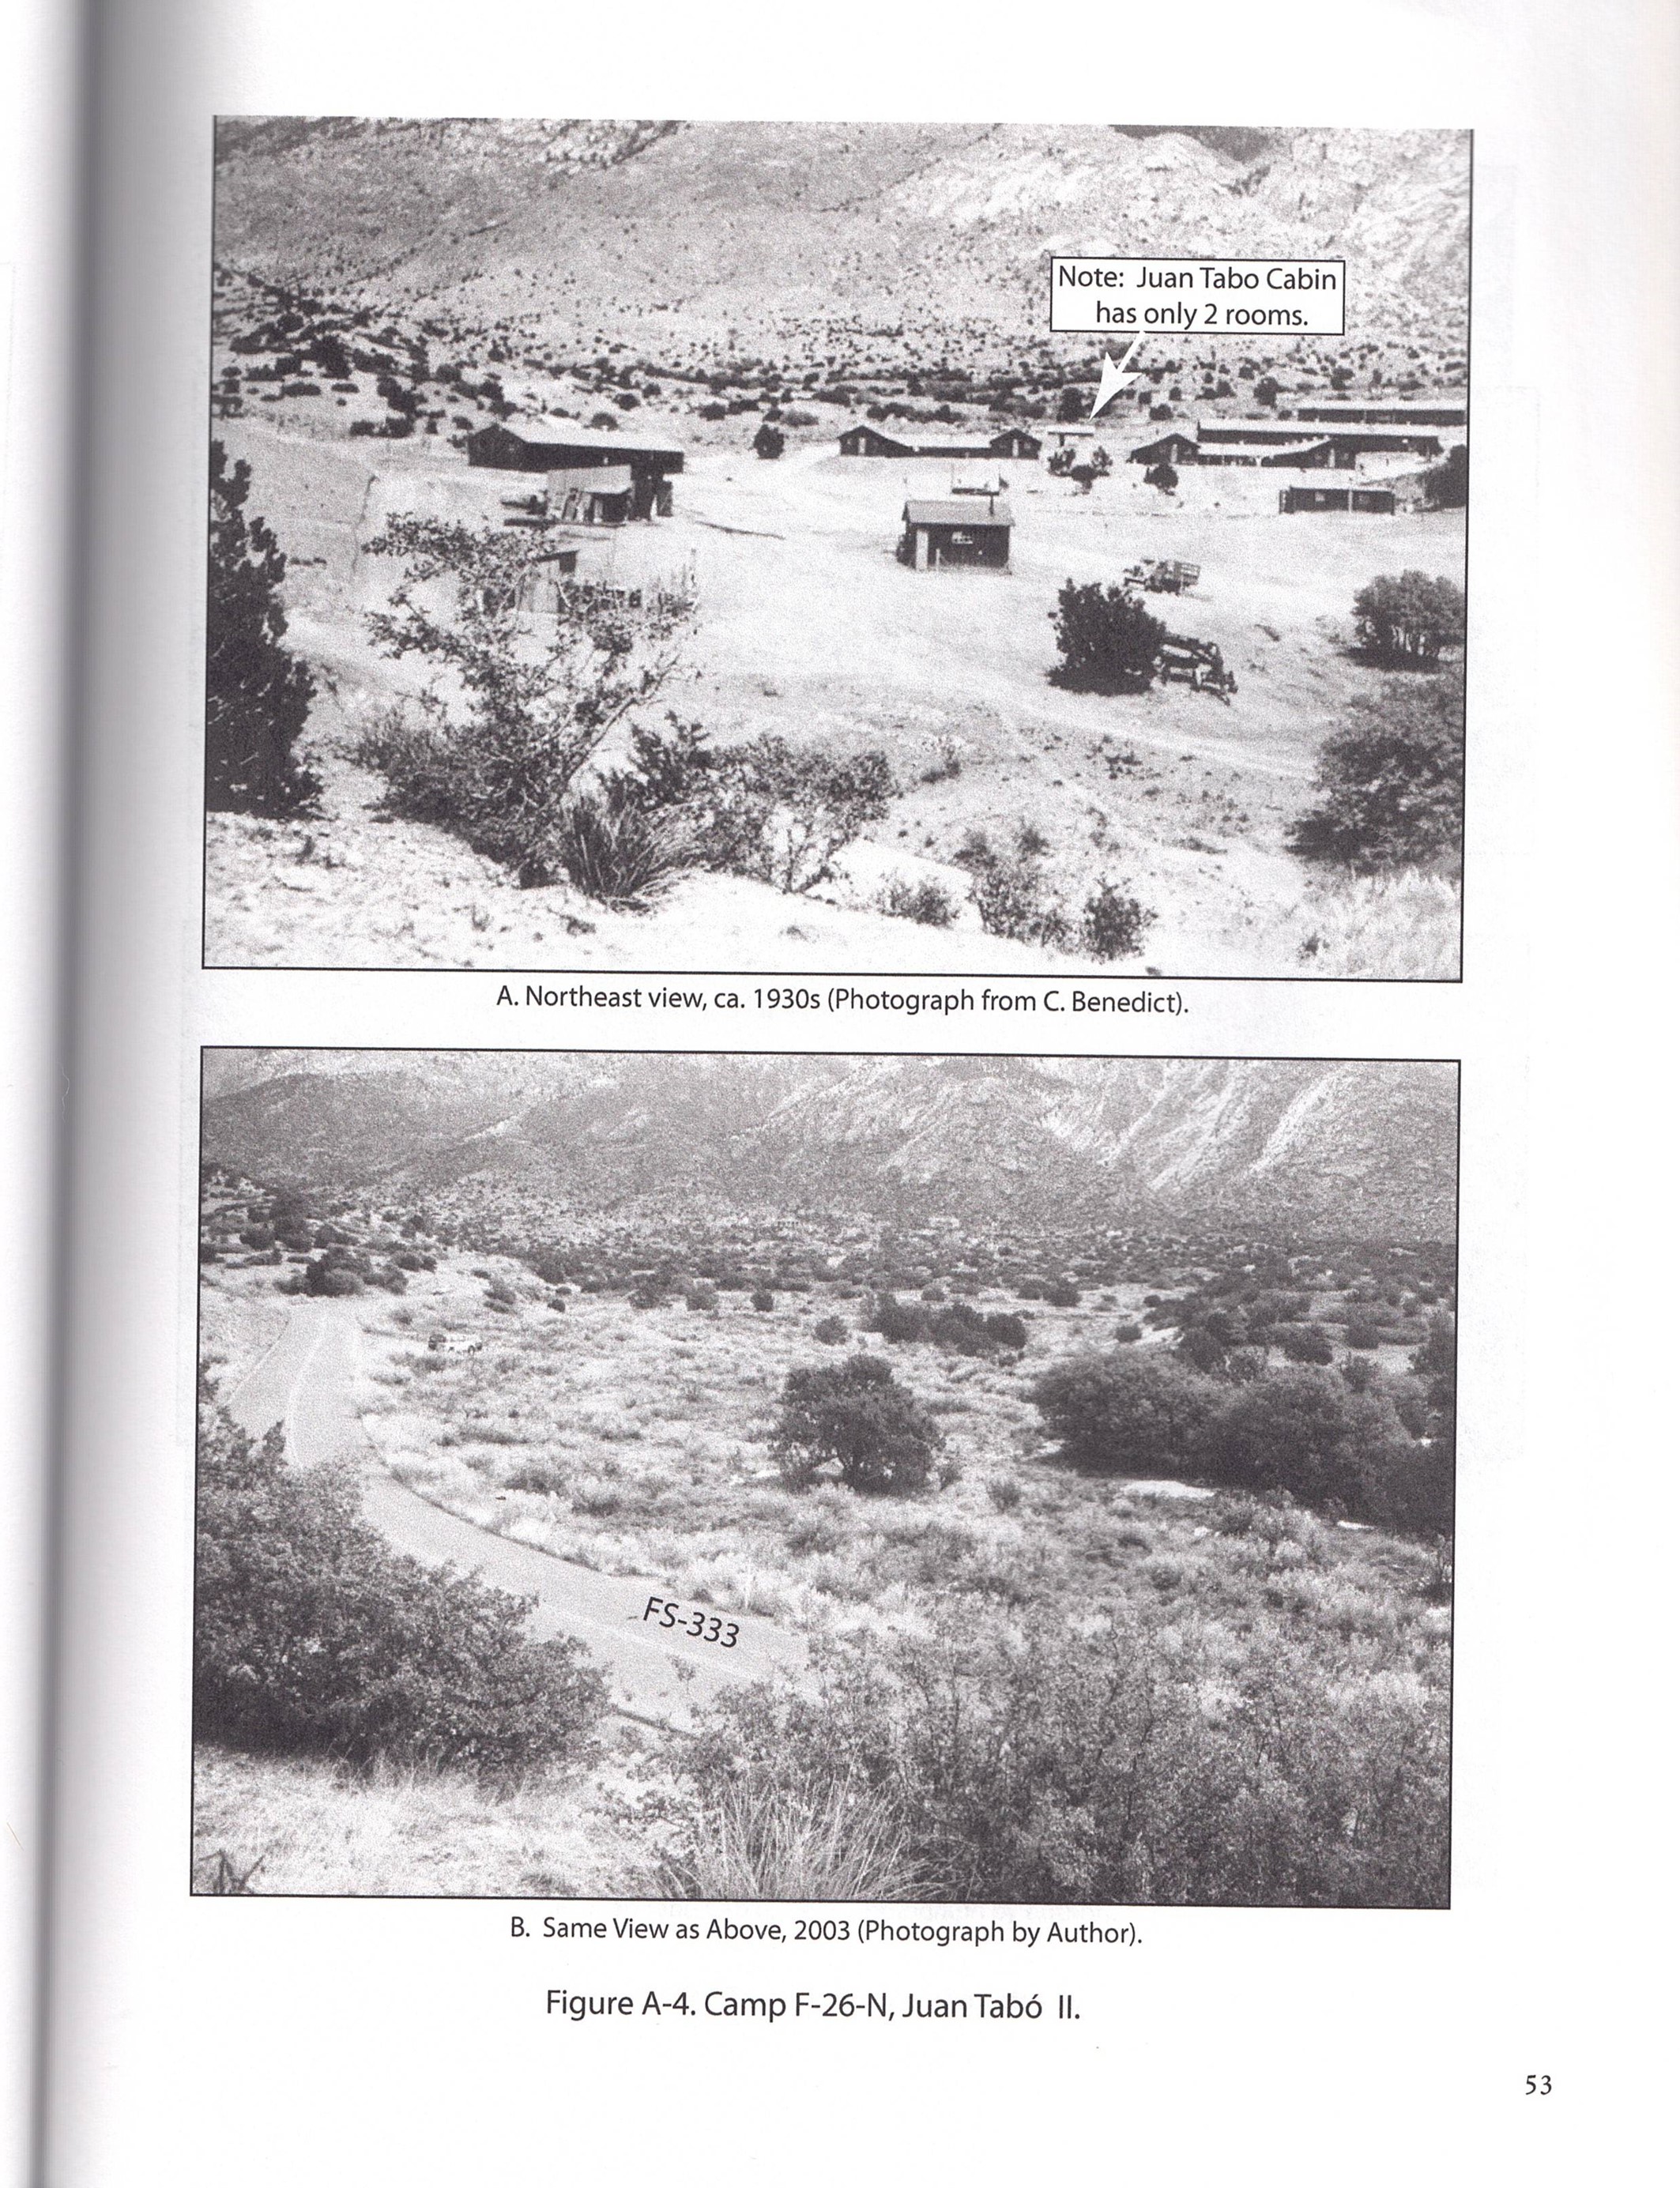 Note: Juan Tabo Cabin
has only 2 rooms.
A. Northeast view, ca. 1930s (Photograph from C. Benedict).
FS-333
B. Same View as Above, 2003 (Photograph by Author).
Figure A-4. Camp F-26-N, Juan Tabó II.
53